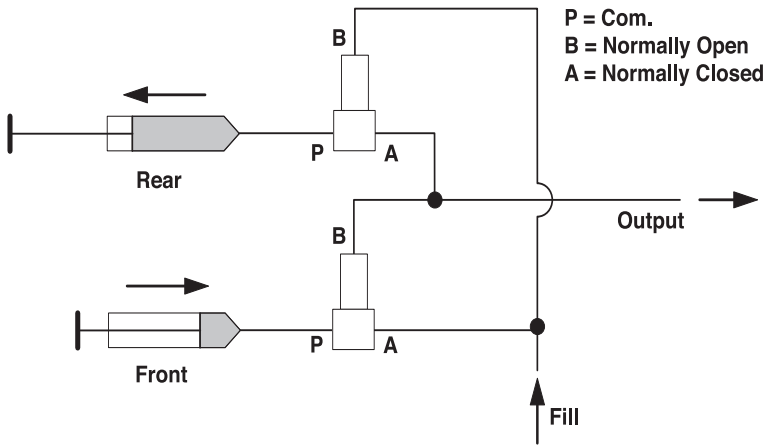 P = Com.
B = Normally Open
A = Normally Closed
B
P
A
Rear
Output
B
P
A
Front
Fill